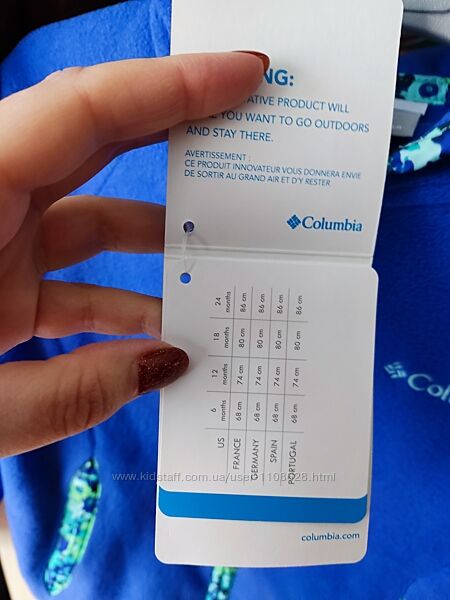 NG:
ATIVE PRODUCT WILL
YOU WANT TO GO OUTDOORS
AND STAY THERE.
AVERTISSEMENT :
CE PRODUIT INNOVATEUR VOUS DONNERA ENVIE
DE SORTIR AU GRAND AIR ET D'Y RESTER.
Columbia
US 6 months 12 months 18 months 24 months
FRANCE 68 cm 74 cm 80 cm 86 cm
GERMANY 68 cm 74 cm 80 cm 86 cm
SPAIN 68 cm 74 cm 80 cm 86 cm
PORTUGAL 68 cm 74 cm 80 cm 86 cm
columbia.com
Colu